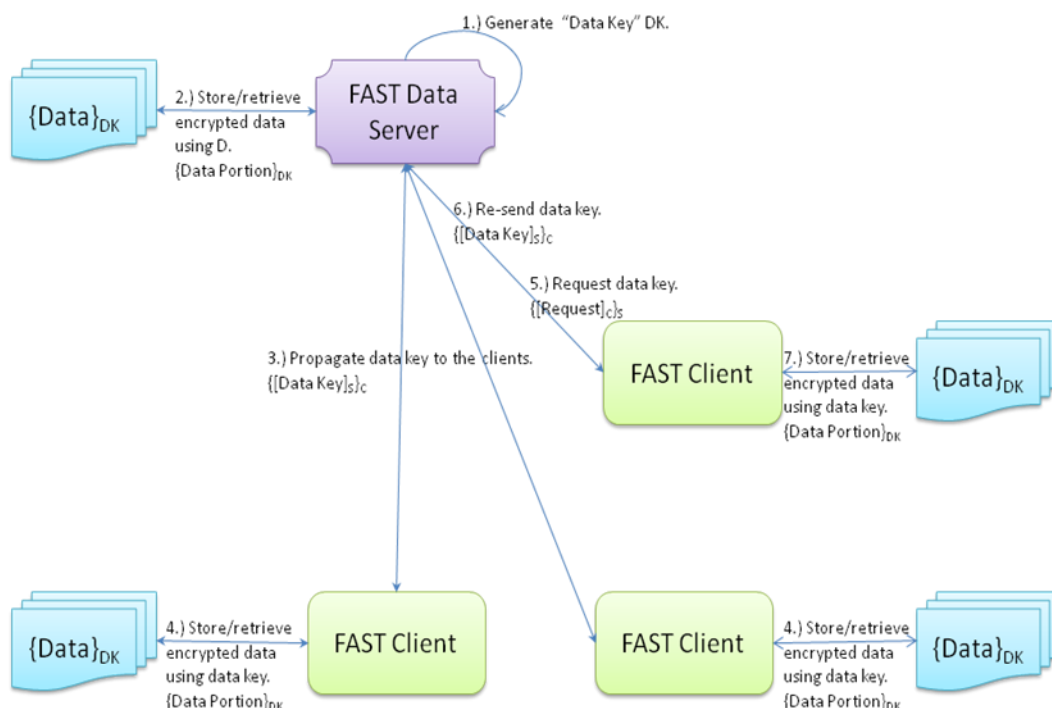 1.) Generate “Data Key” DK.
{Data}DK
2.) Store/retrieve
encrypted data
using D.
{Data Portion}DK
FAST Data
Server
6.) Re-send data key.
{[Data Key]S}C
5.) Request data key.
{[Request]C}S
3.) Propagate data key to the clients.
{[Data Key]S}C
FAST Client
7.) Store/retrieve
encrypted data
using data key.
{Data Portion}DK
{Data}DK
{Data}DK
4.) Store/retrieve
encrypted data
using data key.
{Data Portion}DK
FAST Client
FAST Client
4.) Store/retrieve
encrypted data
using data key.
{Data Portion}DK
{Data}DK